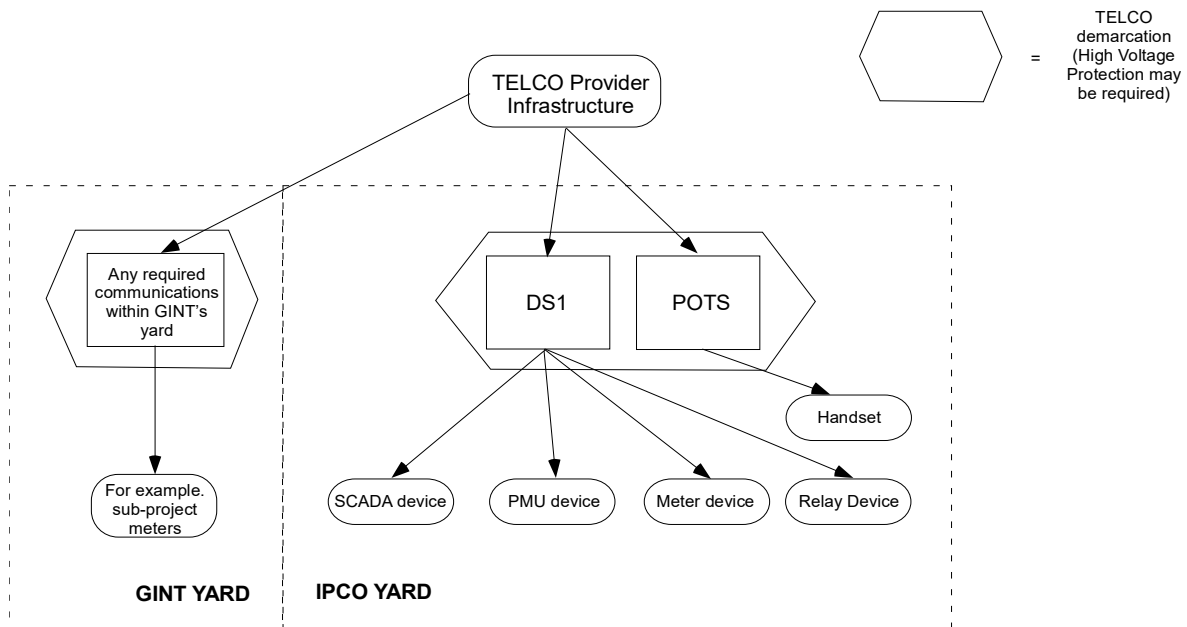 TELCO
demarcation
(High Voltage
Protection may
be required)
=
TELCO Provider
Infrastructure
Any required
communications
within GINT's
yard
DS1
POTS
Handset
For example.
sub-project
meters
SCADA device
PMU device
Meter device
Relay Device
GINT YARD
IPCO YARD